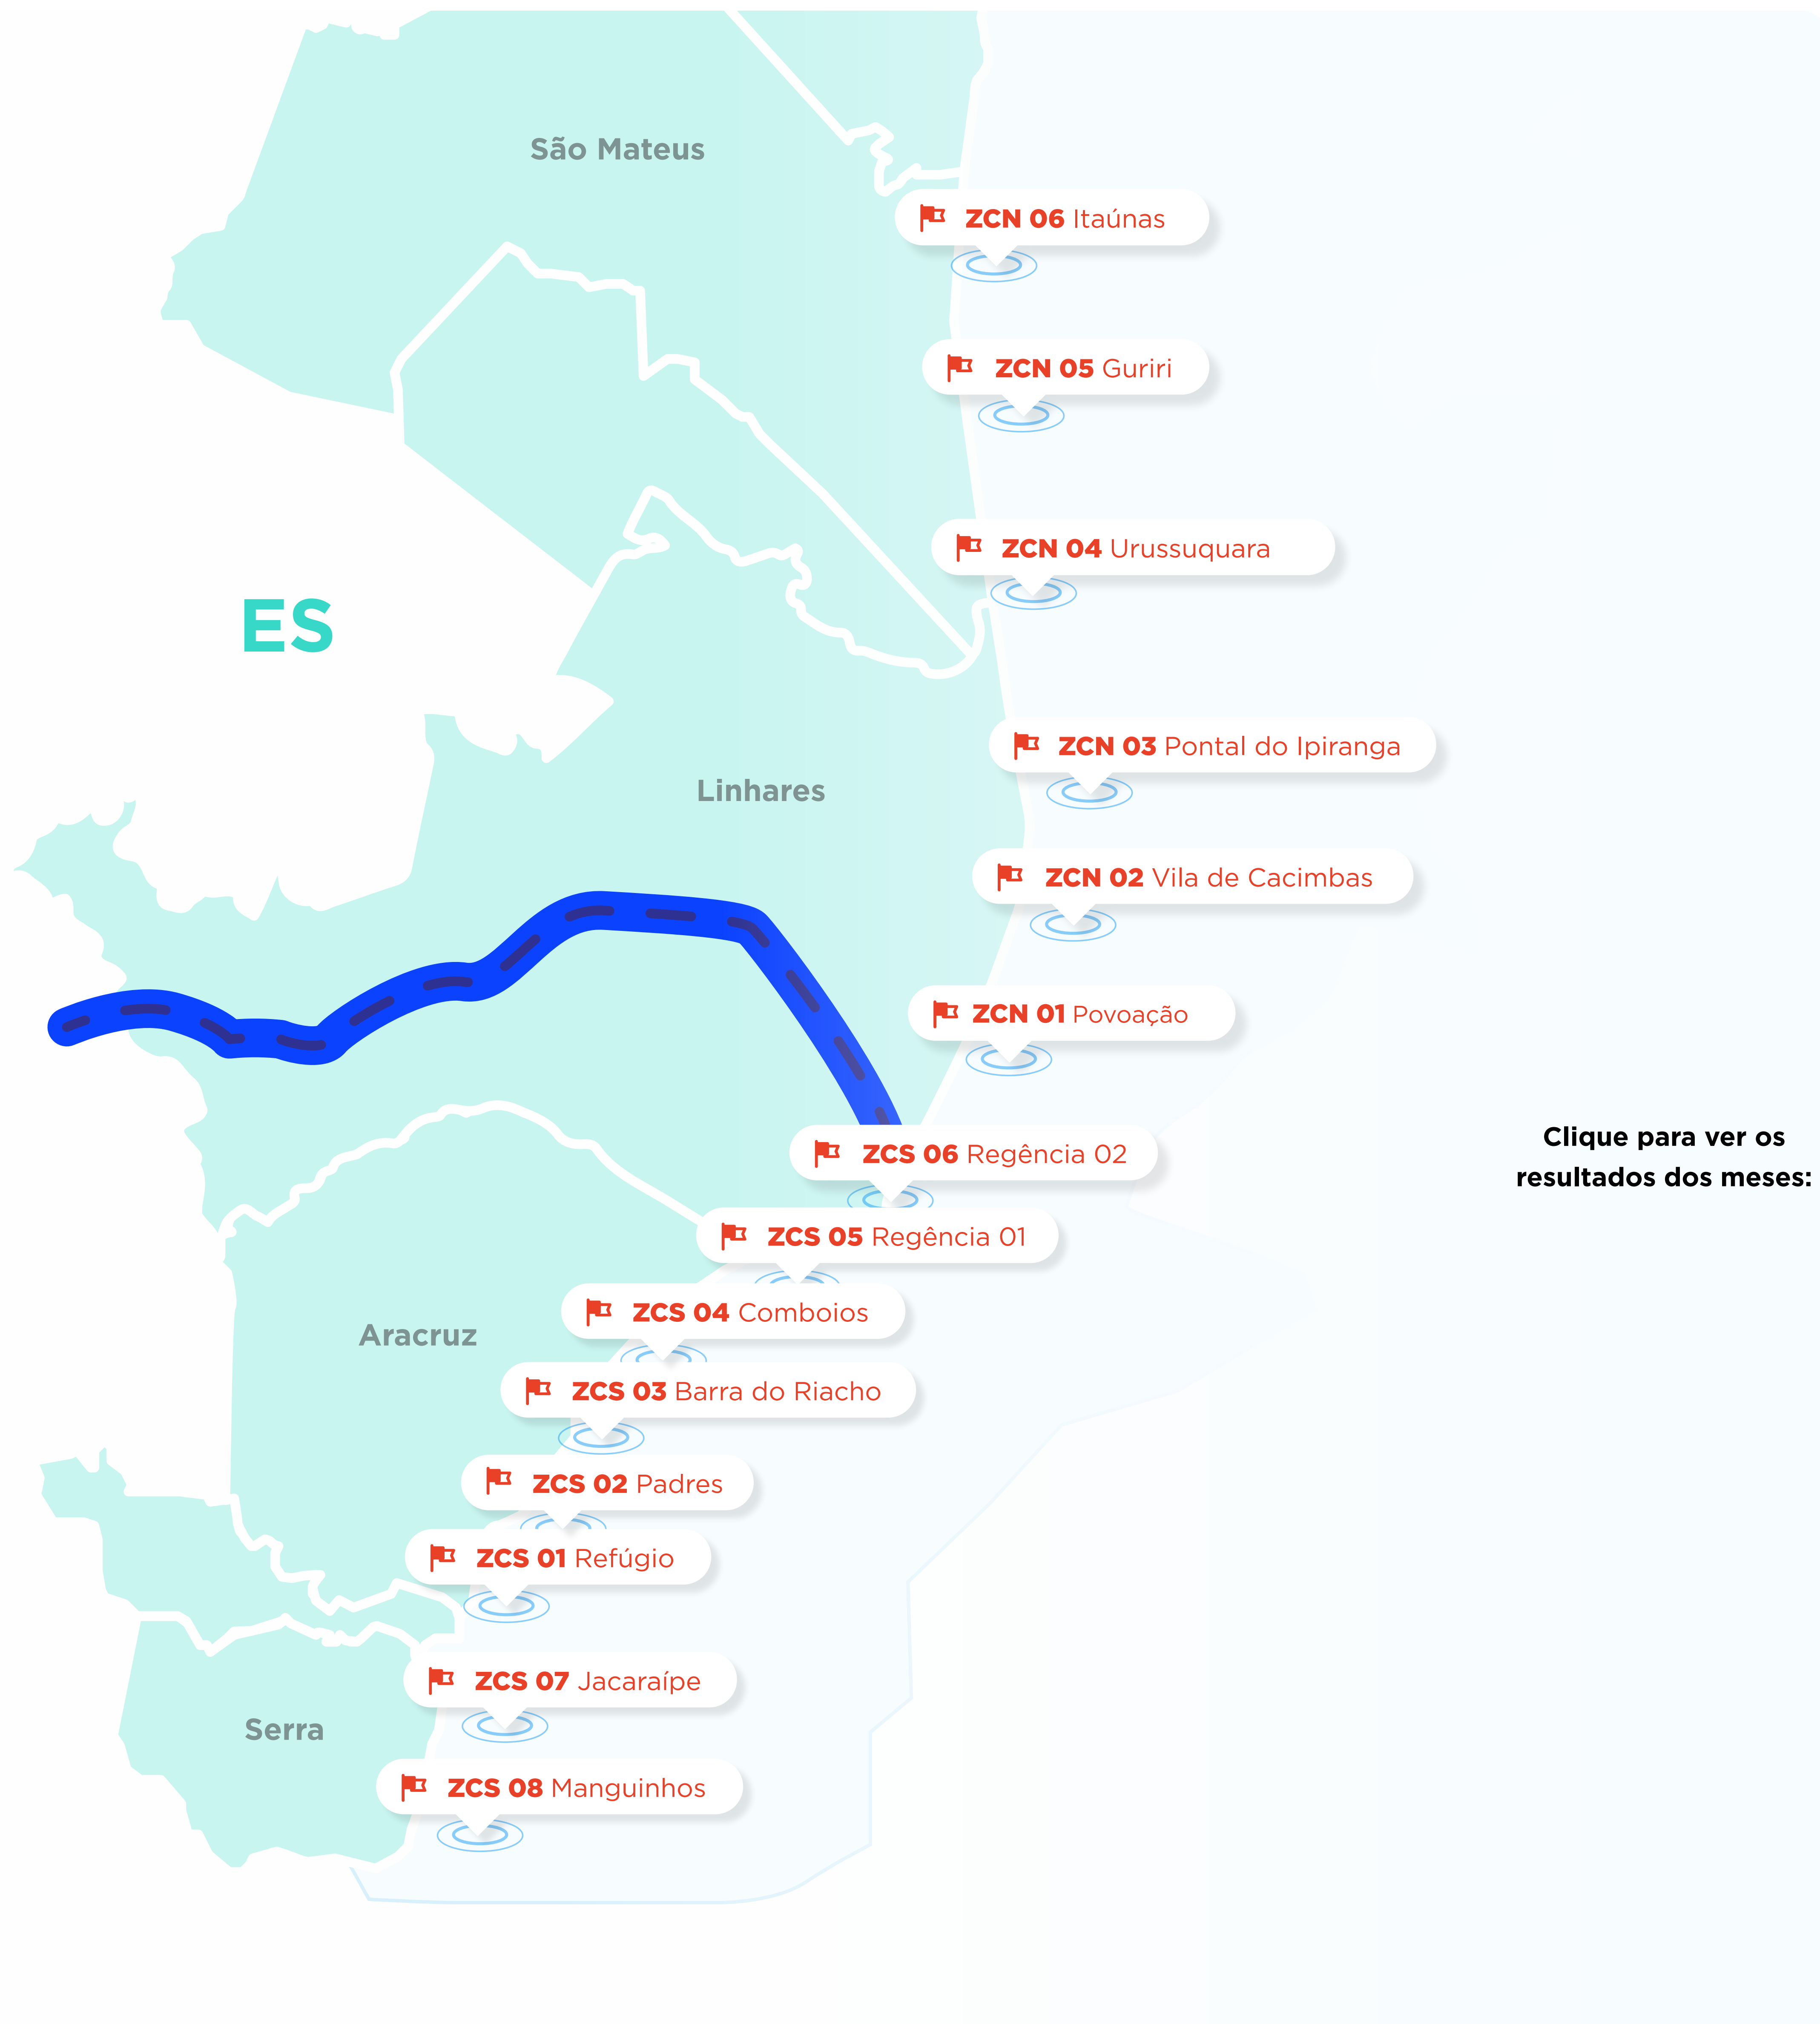 São Mateus
ZCN 06 Itaúnas
ZCN 05 Guriri
ZCN 04 Urussuquara
ES
ZCN 03 Pontal do Ipiranga
Linhares
ZCN 02 Vila de Cacimbas
ZCN 01 Povoação
Clique para ver os
resultados dos meses:
ZCS 06 Regência 02
ZCS 05 Regência 01
ZCS 04 Comboios
Aracruz
ZCS 03 Barra do Riacho
ZCS 02 Padres
ZCS 01 Refúgio
ZCS 07 Jacaraípe
Serra
ZCS 08 Manguinhos